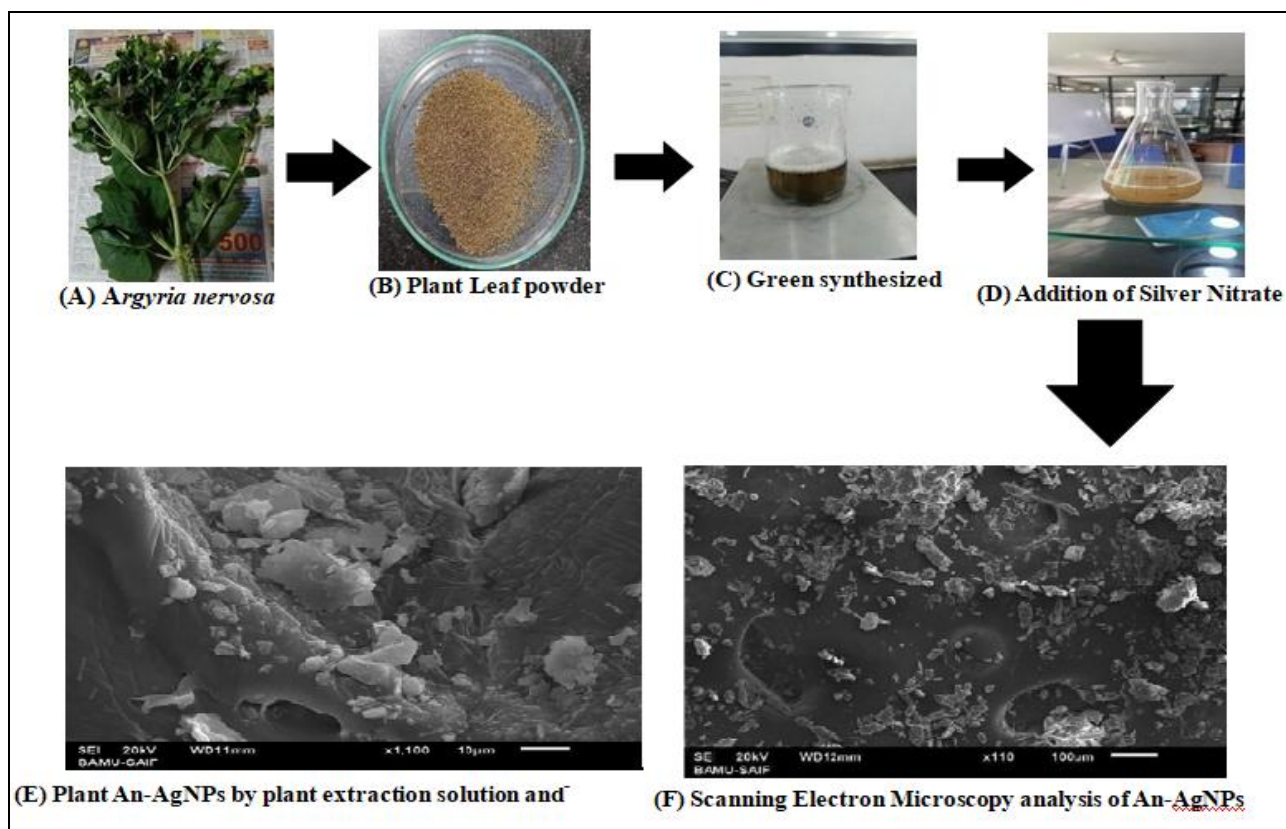 500
(A) Argyria nervosa
(B) Plant Leaf powder
(C) Green synthesized
(D) Addition of Silver Nitrate
SEI 20kV WD11mm x1,100 10µm
BAMU-SAIF
SE 20kV WD12mm x110 100µm
BAMU-SAIF
(E) Plant An-AgNPs by plant extraction solution and
(F) Scanning Electron Microscopy analysis of An-AgNPs